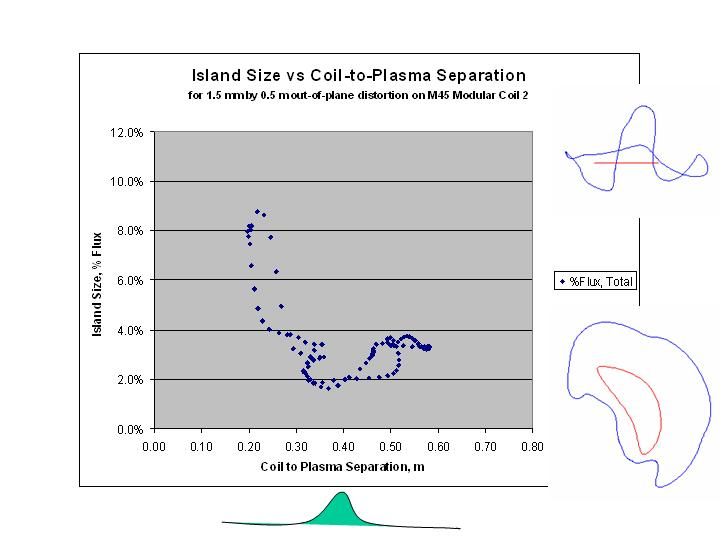 Island Size vs Coil-to-Plasma Separation
for 1.5 mm by 0.5 m out-of-plane distortion on M45 Modular Coil 2
12.0%
10.0%
8.0%
6.0%
4.0%
2.0%
0.0%
Island Size, % Flux
0.00 0.10 0.20 0.30 0.40 0.50 0.60 0.70 0.80
Coil to Plasma Separation, m
%Flux, Total